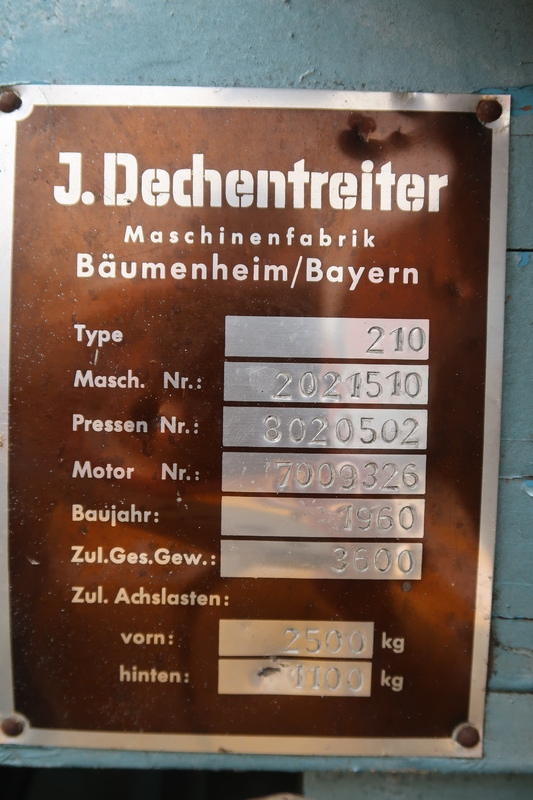 J. Dechentreiter
Maschinenfabrik
Bäumenheim/Bayern
Type 210
Masch. Nr.: 2021510
Pressen Nr.: 8020502
Motor Nr.: 7009326
Baujahr: 1960
Zul.Ges.Gew.: 3600
Zul. Achslasten:
vorn: 2500 kg
hinten: 1100 kg